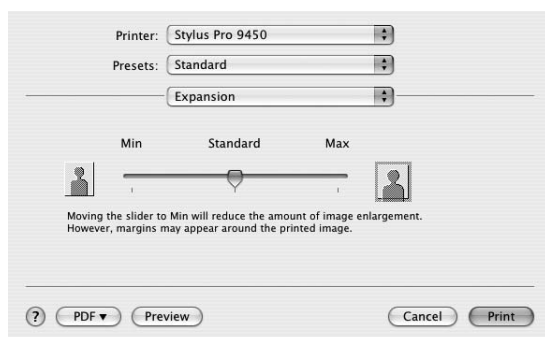 Printer: Stylus Pro 9450
Presets: Standard
Expansion
Min Standard Max
Moving the slider to Min will reduce the amount of image enlargement.
However, margins may appear around the printed image.
? PDF ▼ Preview Cancel Print